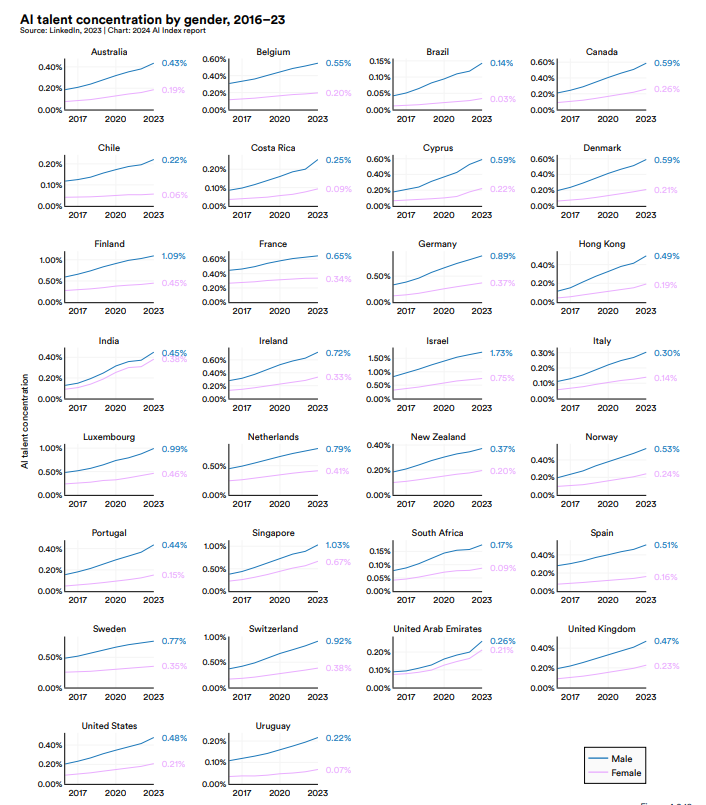 AI talent concentration by gender, 2016–23
Source: LinkedIn, 2023 | Chart: 2024 AI Index report
AI talent concentration
Australia
0.40%
0.20%
0.00%
0.43%
0.19%
2017 2020 2023
Belgium
0.60%
0.40%
0.20%
0.00%
0.55%
0.20%
2017 2020 2023
Brazil
0.15%
0.10%
0.05%
0.00%
0.14%
0.03%
2017 2020 2023
Canada
0.60%
0.40%
0.20%
0.00%
0.59%
0.26%
2017 2020 2023
Chile
0.20%
0.10%
0.00%
0.22%
0.06%
2017 2020 2023
Costa Rica
0.20%
0.10%
0.00%
0.25%
0.09%
2017 2020 2023
Cyprus
0.60%
0.40%
0.20%
0.00%
0.59%
0.22%
2017 2020 2023
Denmark
0.60%
0.40%
0.20%
0.00%
0.59%
0.21%
2017 2020 2023
Finland
1.00%
0.50%
0.00%
1.09%
0.45%
2017 2020 2023
France
0.60%
0.40%
0.20%
0.00%
0.65%
0.34%
2017 2020 2023
Germany
0.50%
0.00%
0.89%
0.37%
2017 2020 2023
Hong Kong
0.40%
0.20%
0.00%
0.49%
0.19%
2017 2020 2023
India
0.40%
0.20%
0.00%
0.45%
2017 2020 2023
Ireland
0.60%
0.40%
0.20%
0.00%
0.72%
0.33%
2017 2020 2023
Israel
1.50%
1.00%
0.50%
0.00%
1.73%
0.75%
2017 2020 2023
Italy
0.30%
0.20%
0.10%
0.00%
0.30%
0.14%
2017 2020 2023
Luxembourg
1.00%
0.50%
0.00%
0.99%
0.46%
2017 2020 2023
Netherlands
0.50%
0.00%
0.79%
0.41%
2017 2020 2023
New Zealand
0.40%
0.20%
0.00%
0.37%
0.20%
2017 2020 2023
Norway
0.40%
0.20%
0.00%
0.53%
0.24%
2017 2020 2023
Portugal
0.40%
0.20%
0.00%
0.44%
0.15%
2017 2020 2023
Singapore
1.00%
0.50%
0.00%
1.03%
0.67%
2017 2020 2023
South Africa
0.15%
0.10%
0.05%
0.00%
0.17%
0.09%
2017 2020 2023
Spain
0.40%
0.20%
0.00%
0.51%
0.16%
2017 2020 2023
Sweden
0.50%
0.00%
0.77%
0.35%
2017 2020 2023
Switzerland
1.00%
0.50%
0.00%
0.92%
0.38%
2017 2020 2023
United Arab Emirates
0.20%
0.10%
0.00%
0.26%
0.21%
2017 2020 2023
United Kingdom
0.40%
0.20%
0.00%
0.47%
0.23%
2017 2020 2023
United States
0.40%
0.20%
0.00%
0.48%
0.21%
2017 2020 2023
Uruguay
0.20%
0.10%
0.00%
0.22%
0.07%
2017 2020 2023
Male
Female